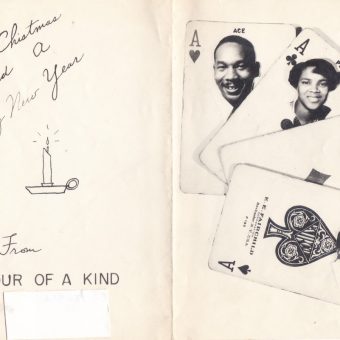 Christmas
d A
New Year
From
OUR OF A KIND
A
ACE
A
E. E. FAIRCHILD
A